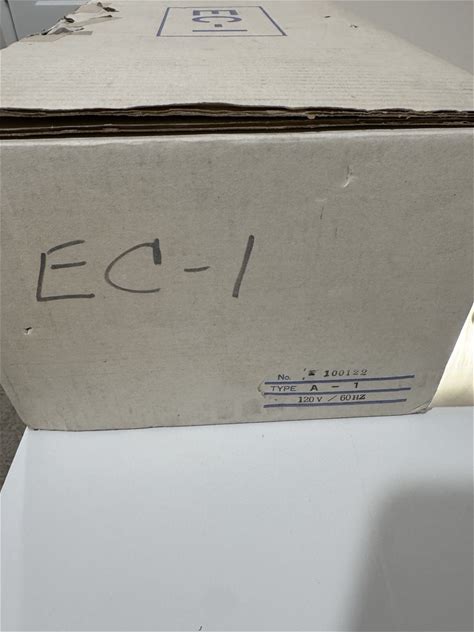 EC-1
EC-1
No. E 100122
TYPE A - 1
120V / 60HZ